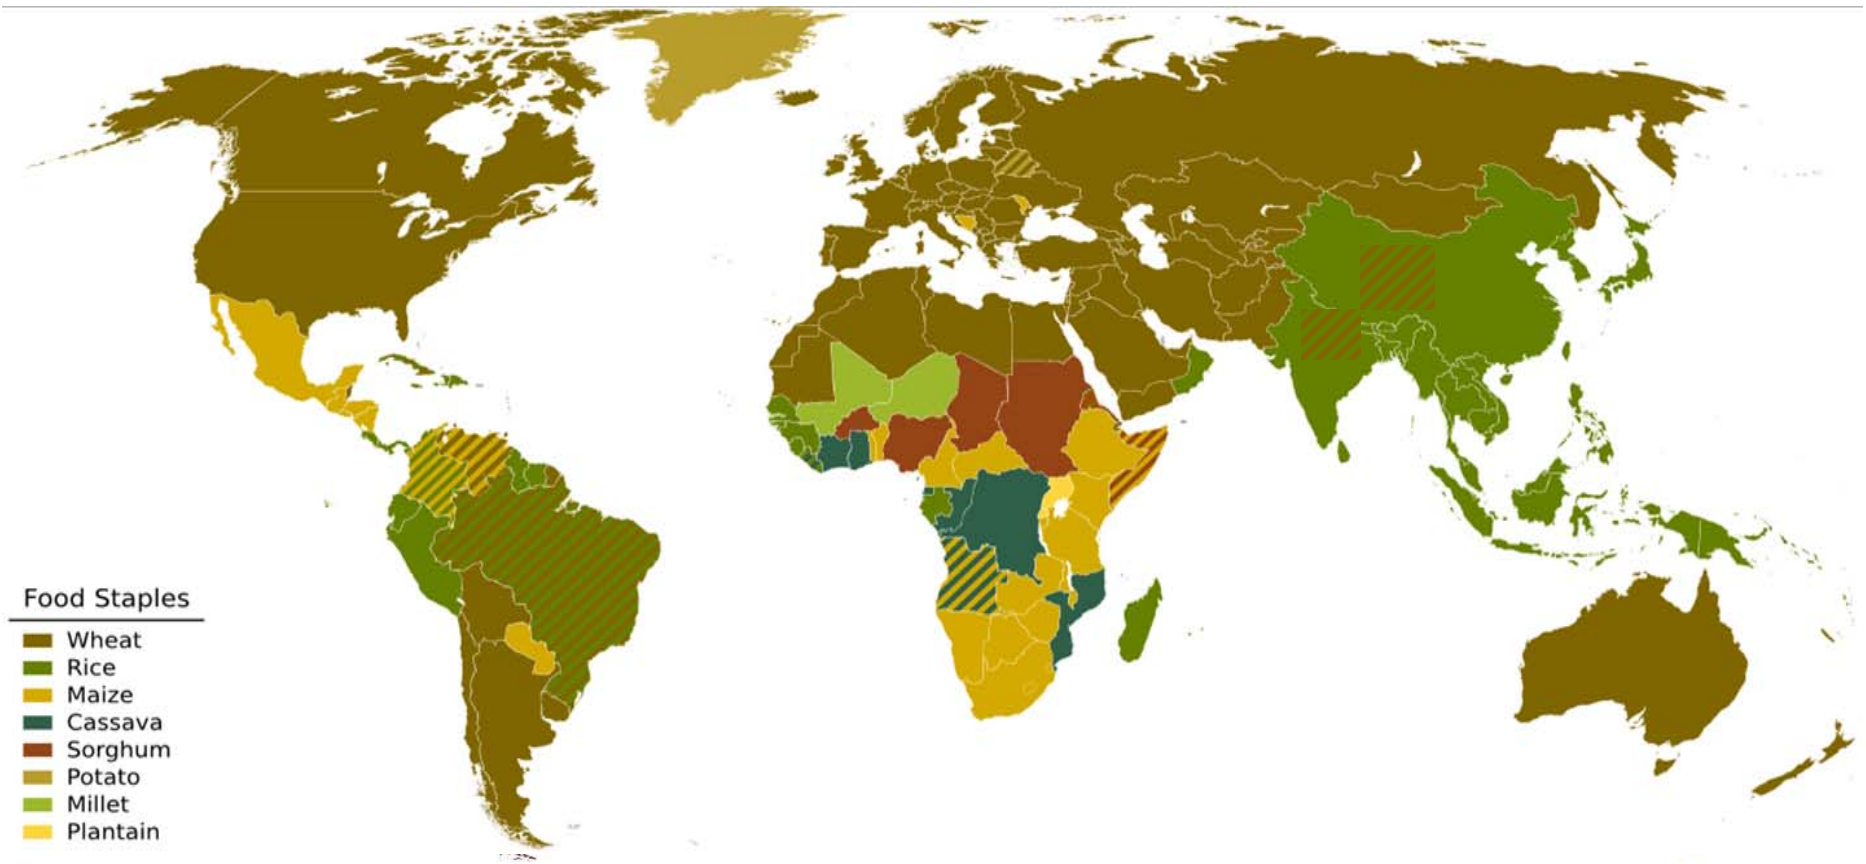 Food Staples
Wheat
Rice
Maize
Cassava
Sorghum
Potato
Millet
Plantain